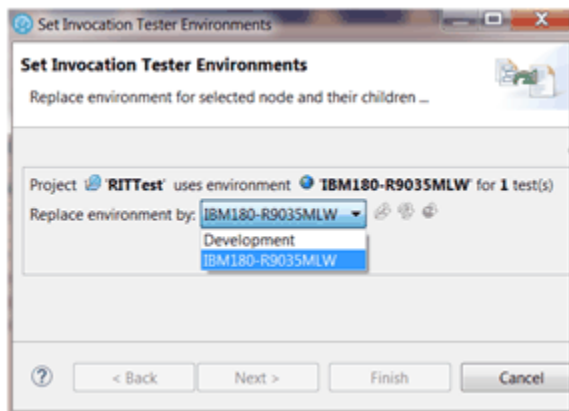 Set Invocation Tester Environments
Set Invocation Tester Environments
Replace environment for selected node and their children ...
Project 'RITTest' uses environment 'IBM180-R9035MLW' for 1 test(s)
Replace environment by: IBM180-R9035MLW
Development
IBM180-R9035MLW
?
< Back Next > Finish Cancel